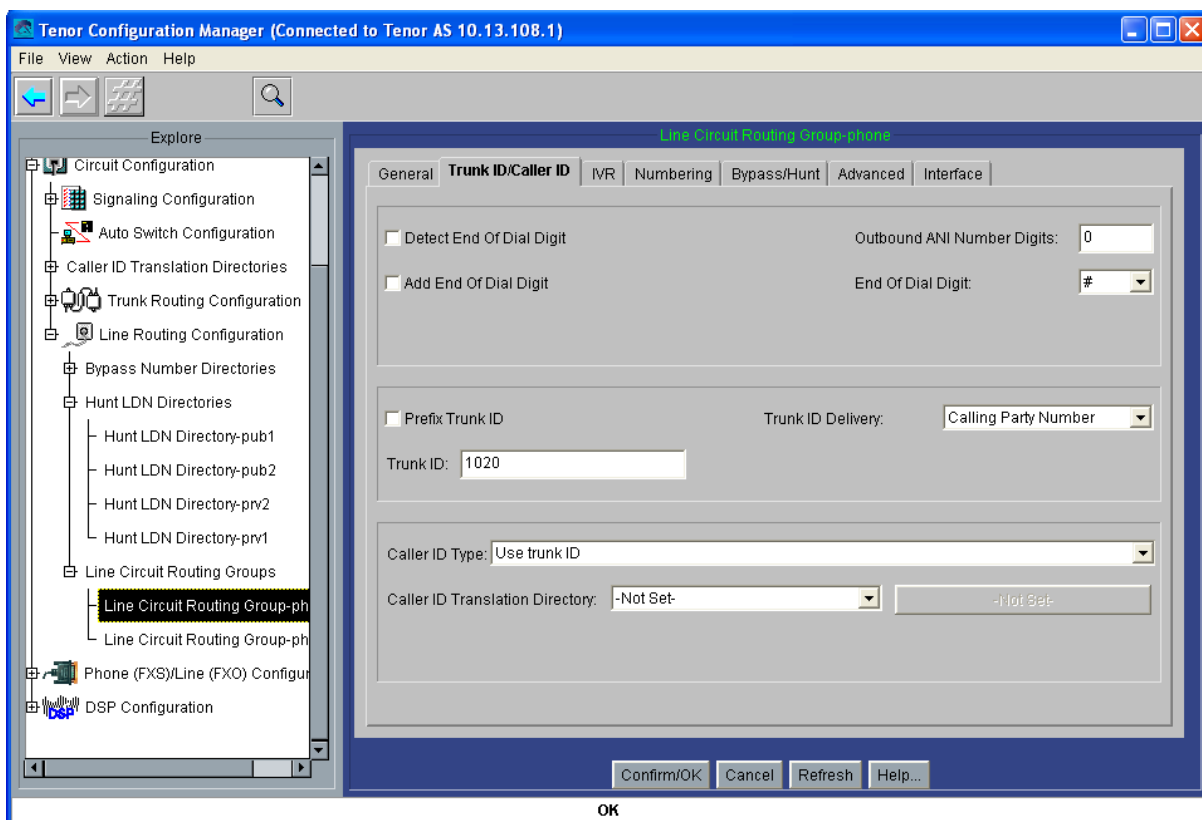 Tenor Configuration Manager (Connected to Tenor AS 10.13.108.1)
File View Action Help
Explore
Circuit Configuration
Signaling Configuration
Auto Switch Configuration
Caller ID Translation Directories
Trunk Routing Configuration
Line Routing Configuration
Bypass Number Directories
Hunt LDN Directories
Hunt LDN Directory-pub1
Hunt LDN Directory-pub2
Hunt LDN Directory-prv2
Hunt LDN Directory-prv1
Line Circuit Routing Groups
Line Circuit Routing Group-ph
Line Circuit Routing Group-ph
Phone (FXS)/Line (FXO) Configur
DSP DSP Configuration
Line Circuit Routing Group-phone
General Trunk ID/Caller ID IVR Numbering Bypass/Hunt Advanced Interface
Detect End Of Dial Digit Outbound ANI Number Digits: 0
Add End Of Dial Digit End Of Dial Digit: #
Prefix Trunk ID Trunk ID Delivery: Calling Party Number
Trunk ID: 1020
Caller ID Type: Use trunk ID
Caller ID Translation Directory: -Not Set- -Not Set-
Confirm/OK Cancel Refresh Help...
OK